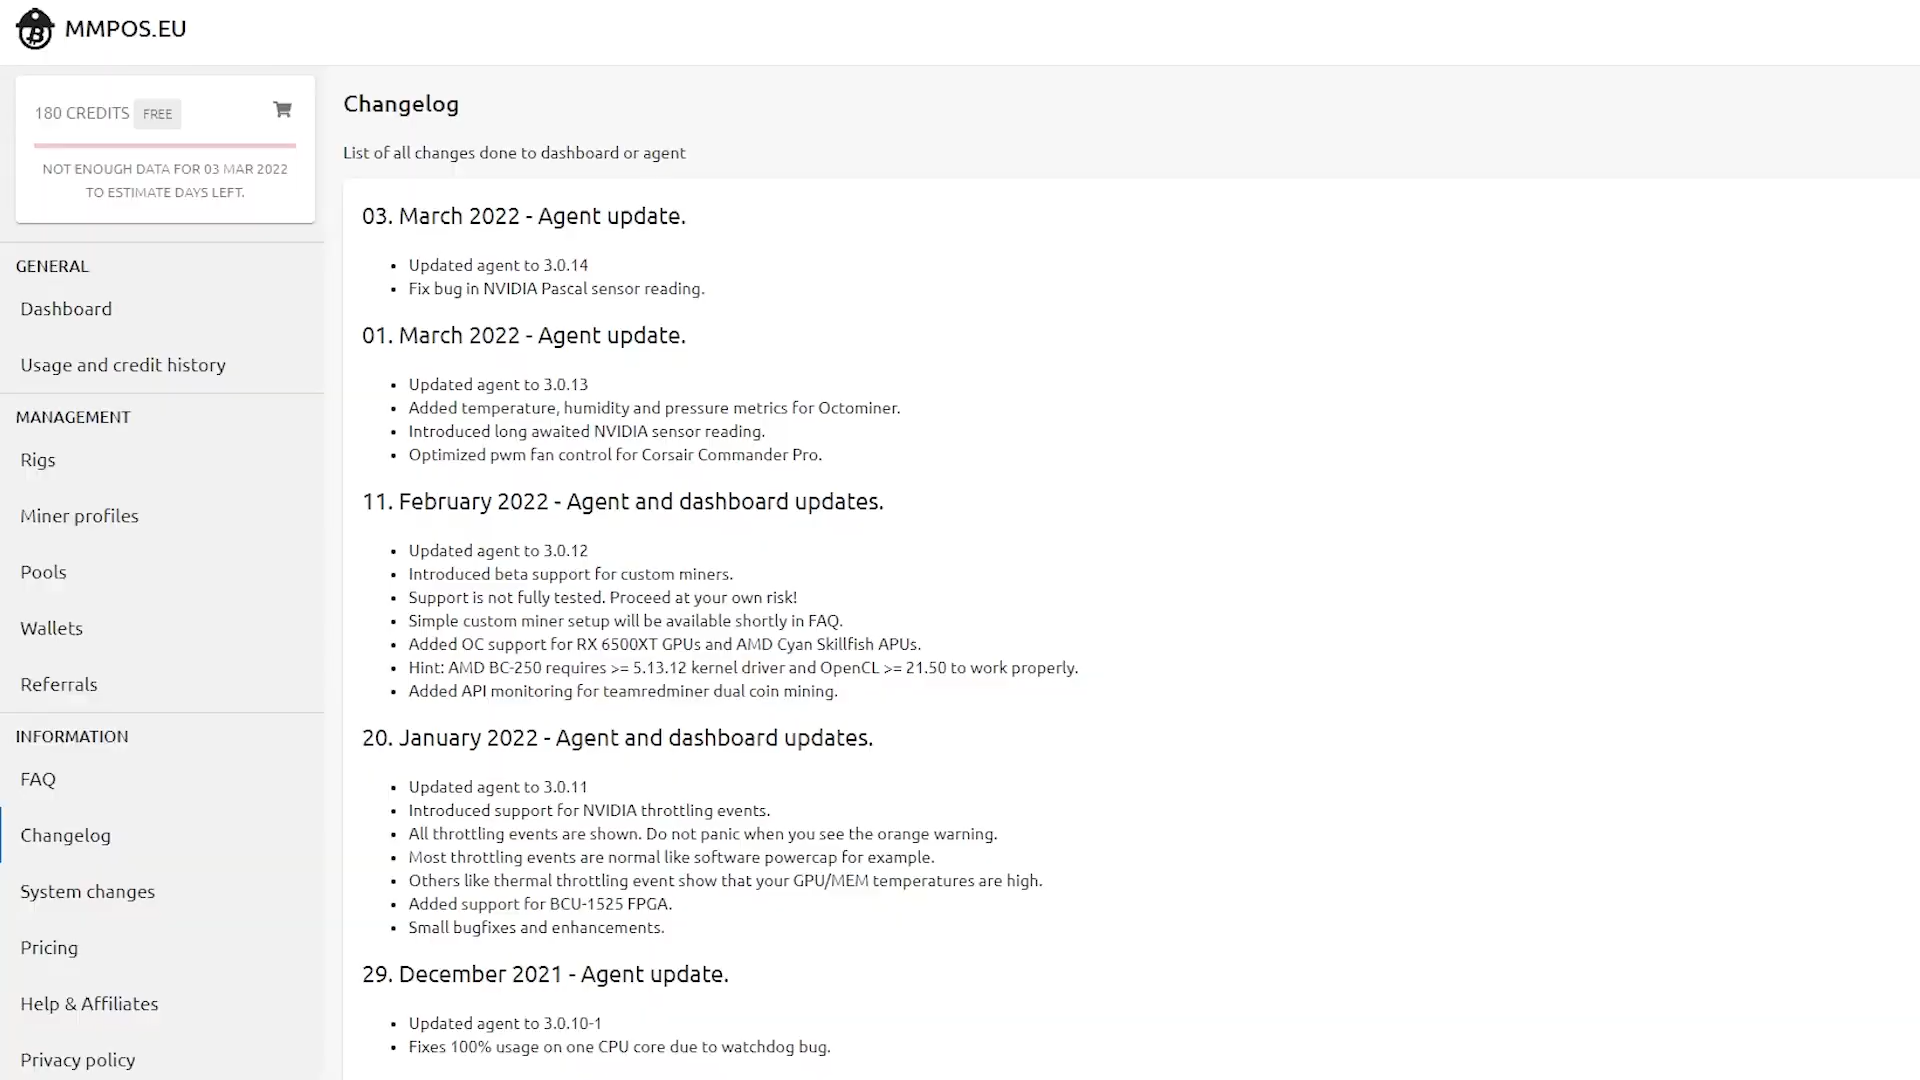 MMPOS.EU
180 CREDITS FREE
NOT ENOUGH DATA FOR 03 MAR 2022
TO ESTIMATE DAYS LEFT.
GENERAL
Dashboard
Usage and credit history
MANAGEMENT
Rigs
Miner profiles
Pools
Wallets
Referrals
INFORMATION
FAQ
Changelog
System changes
Pricing
Help & Affiliates
Privacy policy
Changelog
List of all changes done to dashboard or agent
03. March 2022 - Agent update.
• Updated agent to 3.0.14
• Fix bug in NVIDIA Pascal sensor reading.
01. March 2022 - Agent update.
• Updated agent to 3.0.13
• Added temperature, humidity and pressure metrics for Octominer.
• Introduced long awaited NVIDIA sensor reading.
• Optimized pwm fan control for Corsair Commander Pro.
11. February 2022 - Agent and dashboard updates.
• Updated agent to 3.0.12
• Introduced beta support for custom miners.
• Support is not fully tested. Proceed at your own risk!
• Simple custom miner setup will be available shortly in FAQ.
• Added OC support for RX 6500XT GPUs and AMD Cyan Skillfish APUs.
• Hint: AMD BC-250 requires >= 5.13.12 kernel driver and OpenCL >= 21.50 to work properly.
• Added API monitoring for teamredminer dual coin mining.
20. January 2022 - Agent and dashboard updates.
• Updated agent to 3.0.11
• Introduced support for NVIDIA throttling events.
• All throttling events are shown. Do not panic when you see the orange warning.
• Most throttling events are normal like software powercap for example.
• Others like thermal throttling event show that your GPU/MEM temperatures are high.
• Added support for BCU-1525 FPGA.
• Small bugfixes and enhancements.
29. December 2021 - Agent update.
• Updated agent to 3.0.10-1
• Fixes 100% usage on one CPU core due to watchdog bug.